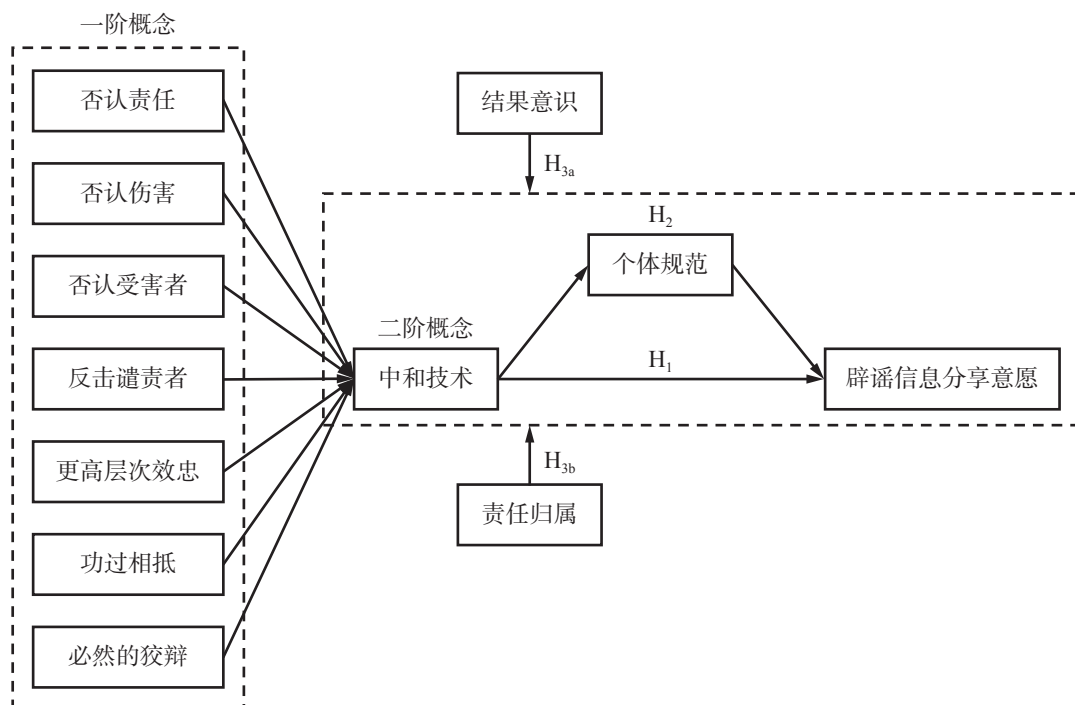 一阶概念
否认责任
否认伤害
否认受害者
反击谴责者
更高层次效忠
功过相抵
必然的狡辩
结果意识
H3a
H2
个体规范
二阶概念
中和技术
H1
辟谣信息分享意愿
H3b
责任归属